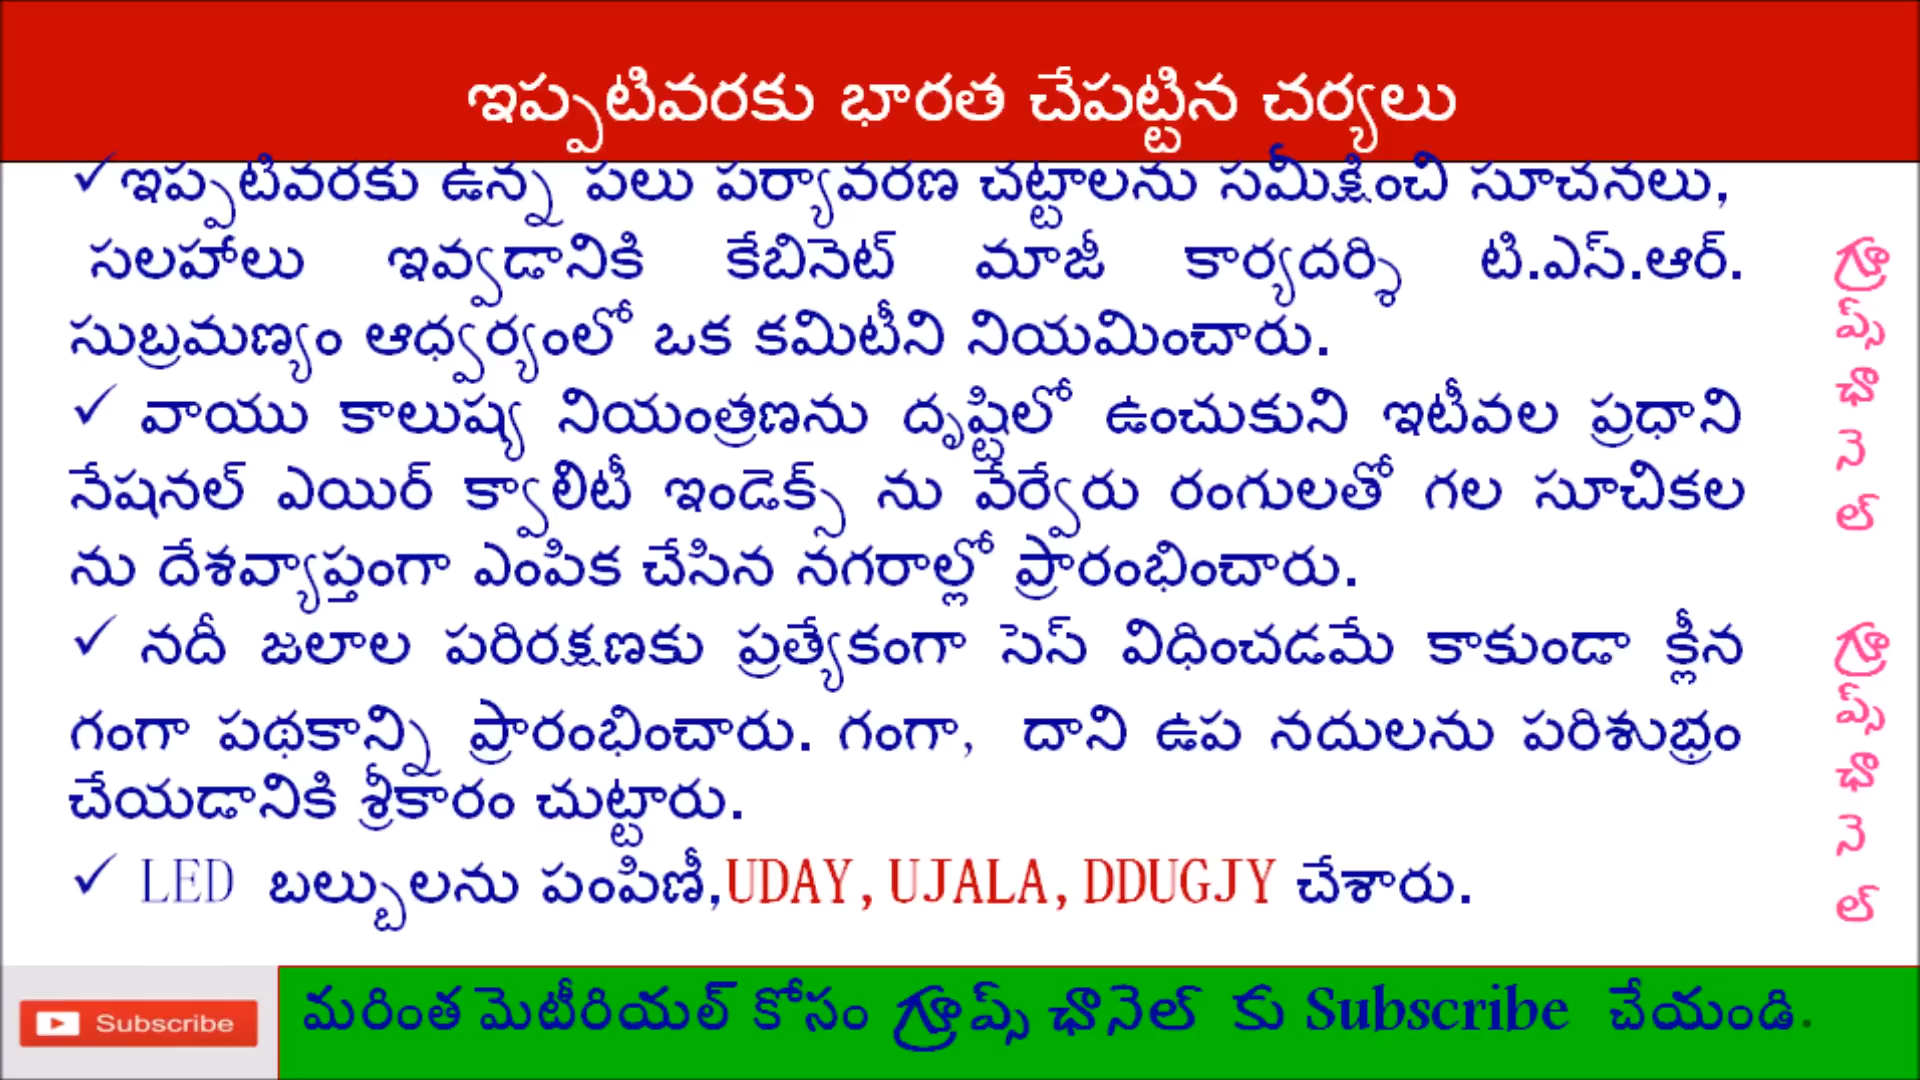 ఇప్పటివరకు భారత చేపట్టిన చర్యలు
✓ఇప్పటివరకు ఉన్న పలు పర్యావరణ చట్టాలను సమీక్షించి సూచనలు,
సలహాలు ఇవ్వడానికి కేబినెట్ మాజీ కార్యదర్శి టి.ఎస్.ఆర్.
సుబ్రమణ్యం ఆధ్వర్యంలో ఒక కమిటీని నియమించారు.
✓ వాయు కాలుష్య నియంత్రణను దృష్టిలో ఉంచుకుని ఇటీవల ప్రధాని
నేషనల్ ఎయిర్ క్వాలిటీ ఇండెక్స్ ను వేర్వేరు రంగులతో గల సూచికల
ను దేశవ్యాప్తంగా ఎంపిక చేసిన నగరాల్లో ప్రారంభించారు.
✓ నదీ జలాల పరిరక్షణకు ప్రత్యేకంగా సెస్ విధించడమే కాకుండా క్లీన
గంగా పథకాన్ని ప్రారంభించారు. గంగా, దాని ఉప నదులను పరిశుభ్రం
చేయడానికి శ్రీకారం చుట్టారు.
✓ LED బల్బులను పంపిణీ,UDAY,UJALA,DDUGJY చేశారు.
గ్రూప్స్ ఛానెల్
గ్రూప్స్ ఛానెల్
Subscribe
మరింత మెటీరియల్ కోసం గ్రూప్స్ ఛానెల్ కు Subscribe చేయండి.